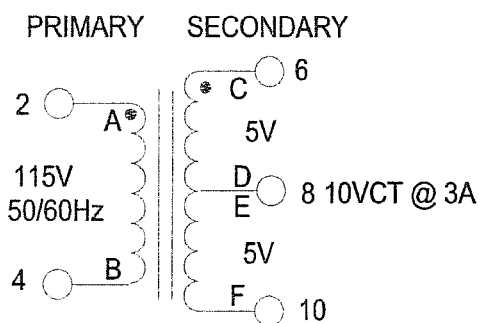 PRIMARY SECONDARY
6
C
2
A
5V
115V
D
8 10VCT @ 3A
50/60Hz
E
5V
B
4
F
10